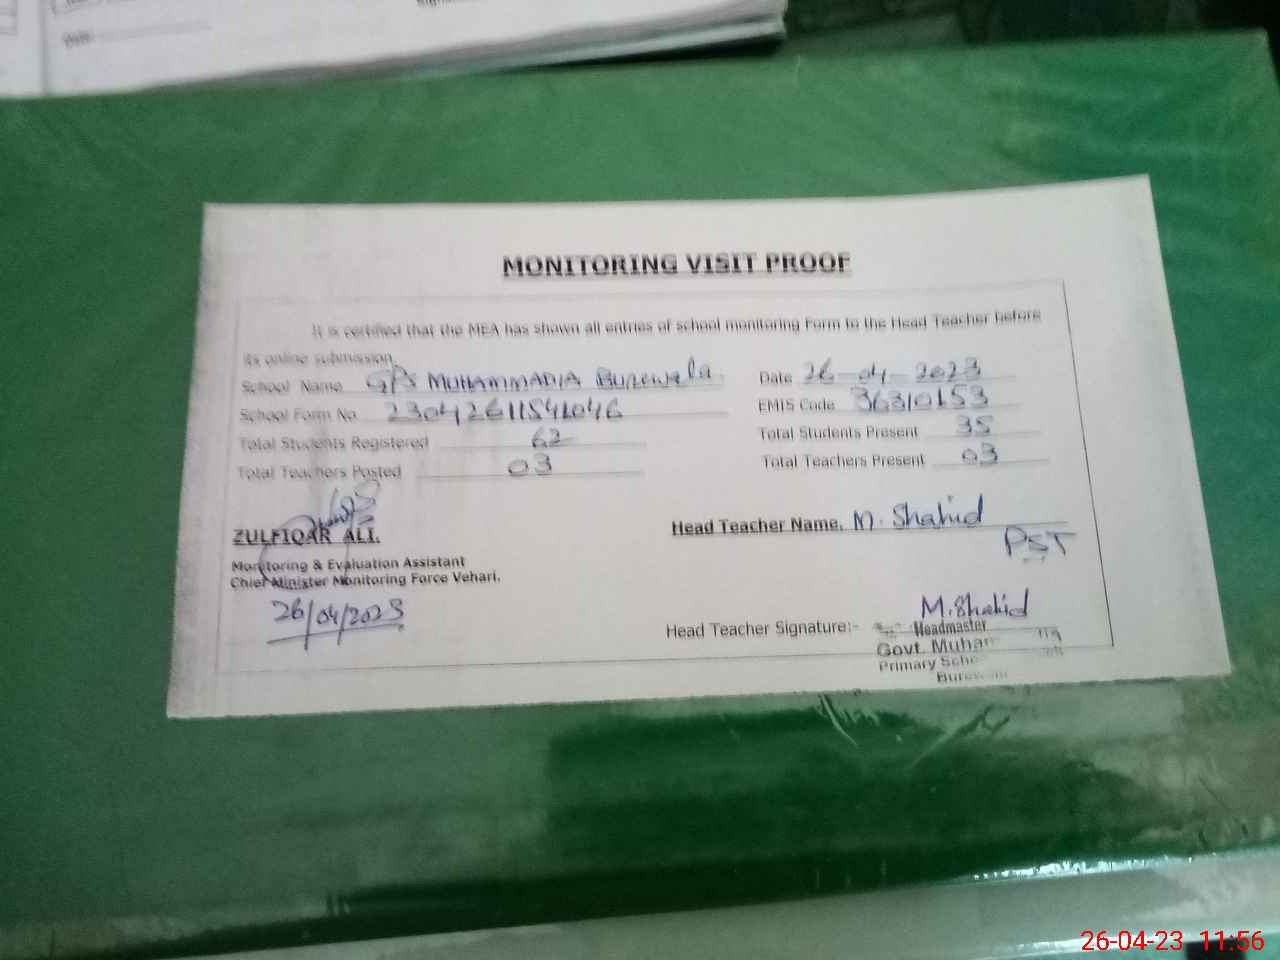 MONITORING VISIT PROOF
It is certified that the MEA has shown all entries of school monitoring Form to the Head Teacher before
its online submission.
School Name GPS MUHAMMADIA Burewala Date 26-04-2023
School Form No. 23042611541046 EMIS Code 36310153
Total Students Registered 62 Total Students Present 35
Total Teachers Posted 03 Total Teachers Present 03
ZULFIQAR ALI. Head Teacher Name. M. Shahid
PST
Monitoring & Evaluation Assistant
Chief Minister Monitoring Force Vehari.
26/04/2023
M.Shahid
Head Teacher Signature:- Headmaster
Govt. Muham
Primary Scho
Burewala
26-04-23 11:56